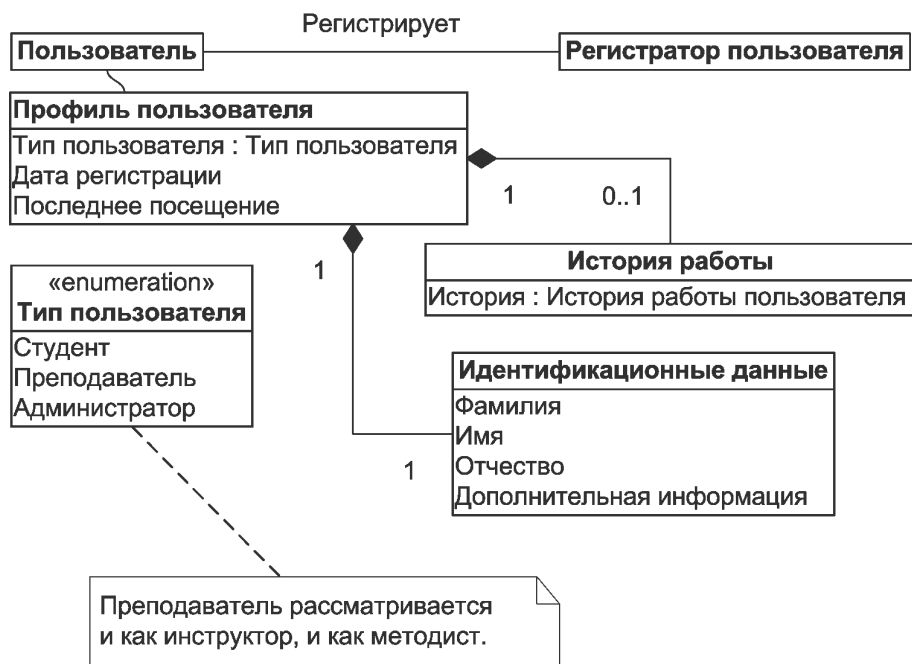 Регистрирует
Пользователь
Регистратор пользователя
Профиль пользователя
Тип пользователя : Тип пользователя
Дата регистрации
Последнее посещение
1
0..1
История работы
История : История работы пользователя
1
«enumeration»
Тип пользователя
Студент
Преподаватель
Администратор
Идентификационные данные
Фамилия
Имя
Отчество
Дополнительная информация
1
Преподаватель рассматривается
и как инструктор, и как методист.